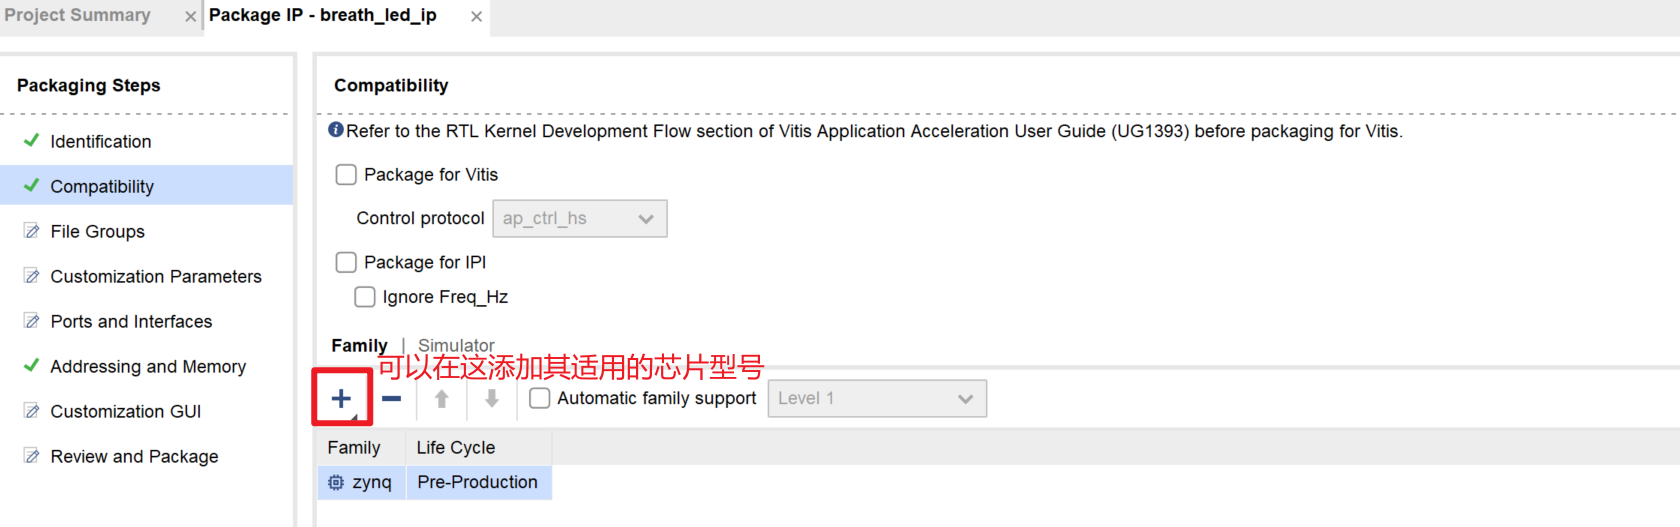 Project Summary
Package IP - breath_led_ip
Packaging Steps
Identification
Compatibility
File Groups
Customization Parameters
Ports and Interfaces
Addressing and Memory
Customization GUI
Review and Package
Compatibility
Refer to the RTL Kernel Development Flow section of Vitis Application Acceleration User Guide (UG1393) before packaging for Vitis.
Package for Vitis
Control protocol ap_ctrl_hs
Package for IPI
Ignore Freq_Hz
Family | Simulator
可以在这添加其适用的芯片型号
Automatic family support Level 1
Family Life Cycle
zynq Pre-Production